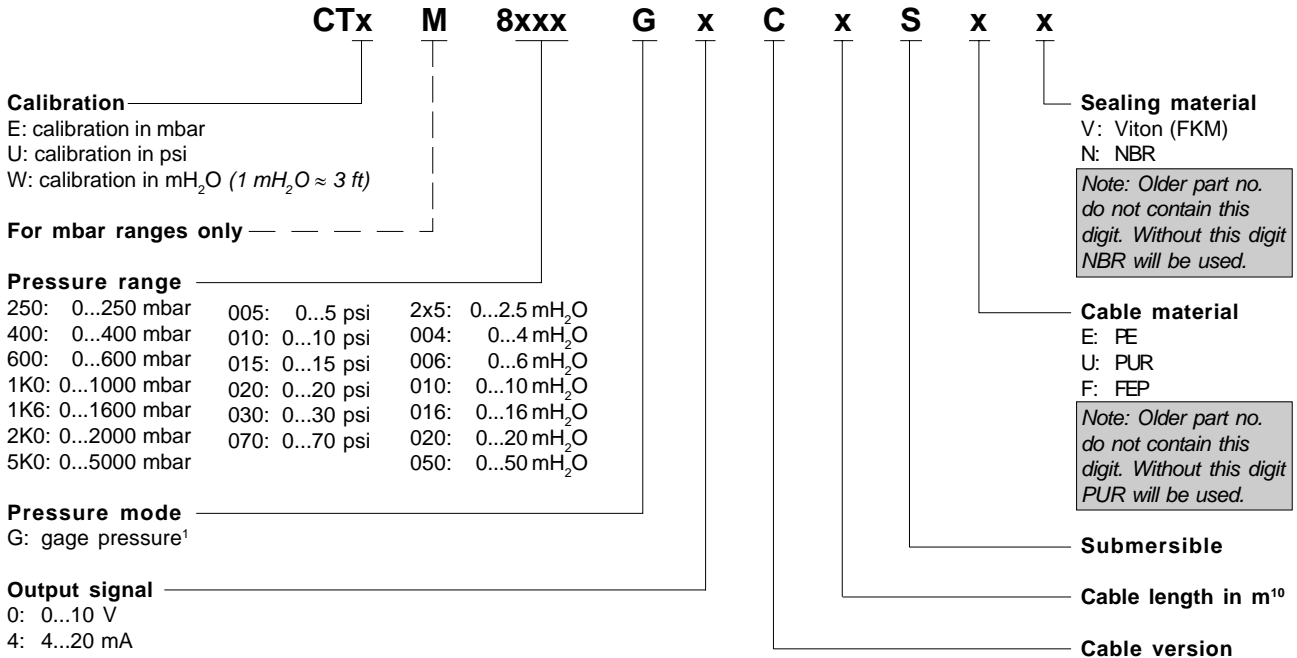 CTx M 8xxx G x C x S x x
Calibration
E: calibration in mbar
U: calibration in psi
W: calibration in mH₂O (1 mH₂O ≈ 3 ft)
For mbar ranges only
Pressure range
250: 0...250 mbar
400: 0...400 mbar
600: 0...600 mbar
1K0: 0...1000 mbar
1K6: 0...1600 mbar
2K0: 0...2000 mbar
5K0: 0...5000 mbar
005: 0...5 psi
010: 0...10 psi
015: 0...15 psi
020: 0...20 psi
030: 0...30 psi
070: 0...70 psi
2x5: 0...2.5 mH₂O
004: 0...4 mH₂O
006: 0...6 mH₂O
010: 0...10 mH₂O
016: 0...16 mH₂O
020: 0...20 mH₂O
050: 0...50 mH₂O
Pressure mode
G: gage pressure¹
Output signal
0: 0...10 V
4: 4...20 mA
Sealing material
V: Viton (FKM)
N: NBR
Note: Older part no.
do not contain this
digit. Without this digit
NBR will be used.
Cable material
E: PE
U: PUR
F: FEP
Note: Older part no.
do not contain this
digit. Without this digit
PUR will be used.
Submersible
Cable length in m¹⁰
Cable version